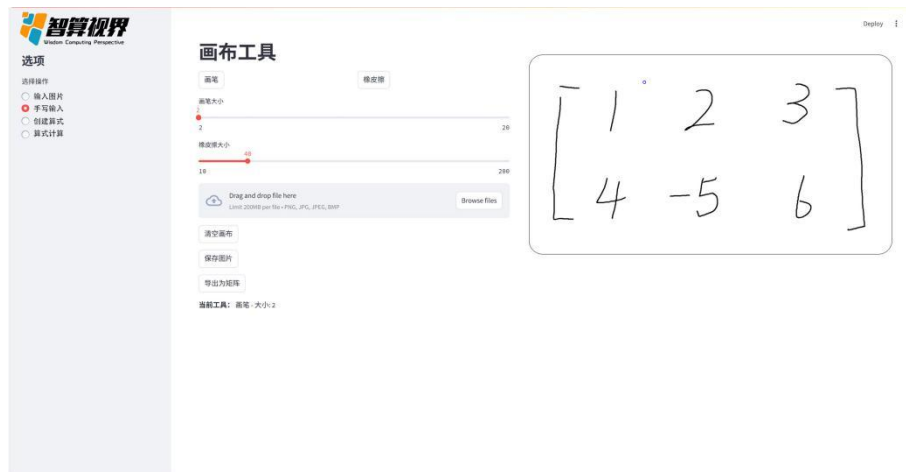 智算视界
Wisdom Computing Perspective
选项
选择操作
输入图片
手写输入
创建算式
算式计算
Deploy
画布工具
画笔
橡皮擦
画笔大小
2
2 20
橡皮擦大小
40
10 200
Drag and drop file here
Limit 200MB per file • PNG, JPG, JPEG, BMP
Browse files
清空画布
保存图片
导出为矩阵
当前工具: 画笔 - 大小: 2
1 2 3
4 -5 6